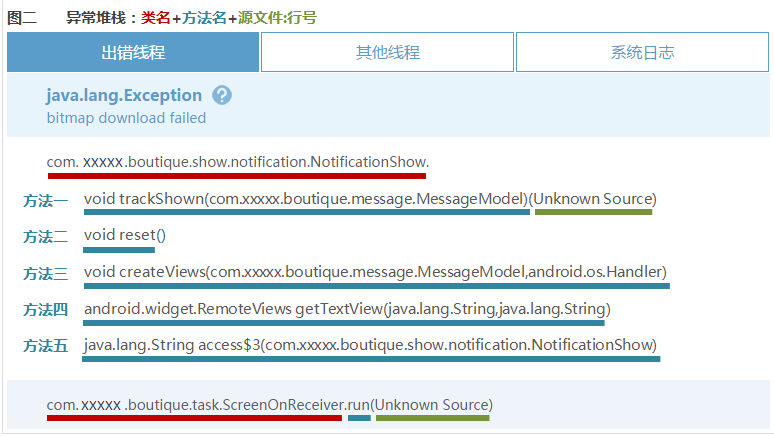 图二 异常堆栈：类名+方法名+源文件:行号
出错线程 其他线程 系统日志
java.lang.Exception ?
bitmap download failed
com. xxxxx .boutique.show.notification.NotificationShow.
方法一 void trackShown(com.xxxxx.boutique.message.MessageModel)(Unknown Source)
方法二 void reset()
方法三 void createViews(com.xxxxx.boutique.message.MessageModel,android.os.Handler)
方法四 android.widget.RemoteViews getTextView(java.lang.String,java.lang.String)
方法五 java.lang.String access$3(com.xxxxx.boutique.show.notification.NotificationShow)
com. xxxxx .boutique.task.ScreenOnReceiver.run(Unknown Source)